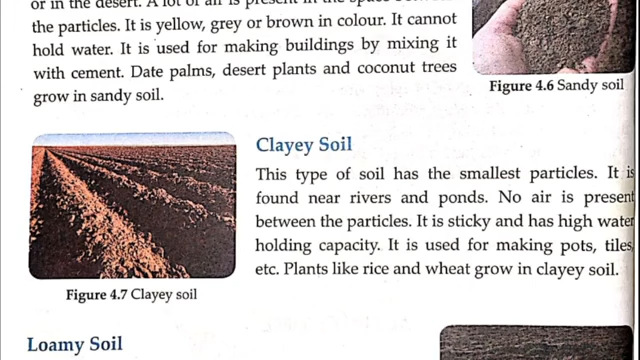 or in the desert. A lot of air is present in the space
the particles. It is yellow, grey or brown in colour. It cannot
hold water. It is used for making buildings by mixing it
with cement. Date palms, desert plants and coconut trees
grow in sandy soil.
Figure 4.6 Sandy soil
Clayey Soil
This type of soil has the smallest particles. It is
found near rivers and ponds. No air is present
between the particles. It is sticky and has high water
holding capacity. It is used for making pots, tiles,
etc. Plants like rice and wheat grow in clayey soil.
Figure 4.7 Clayey soil
Loamy Soil